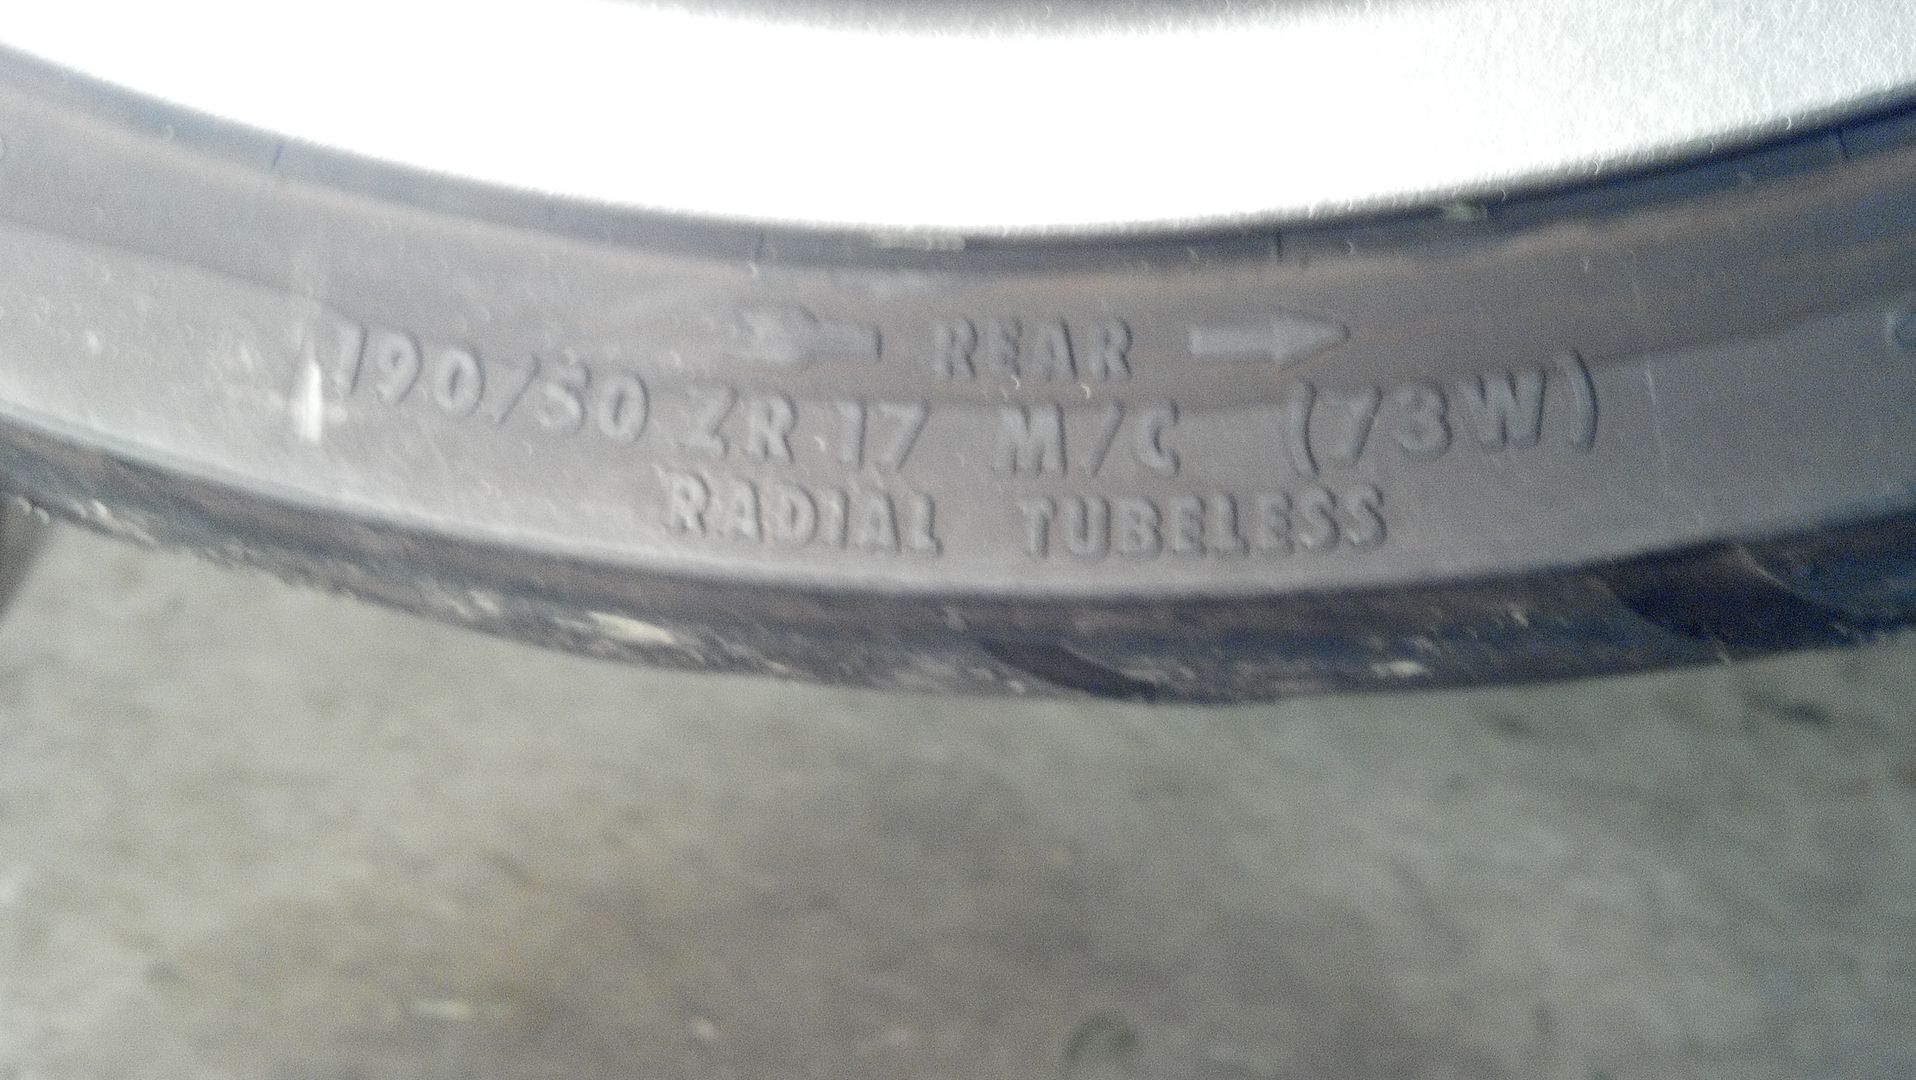 REAR
190/50 ZR 17 M/C (73W)
RADIAL TUBELESS